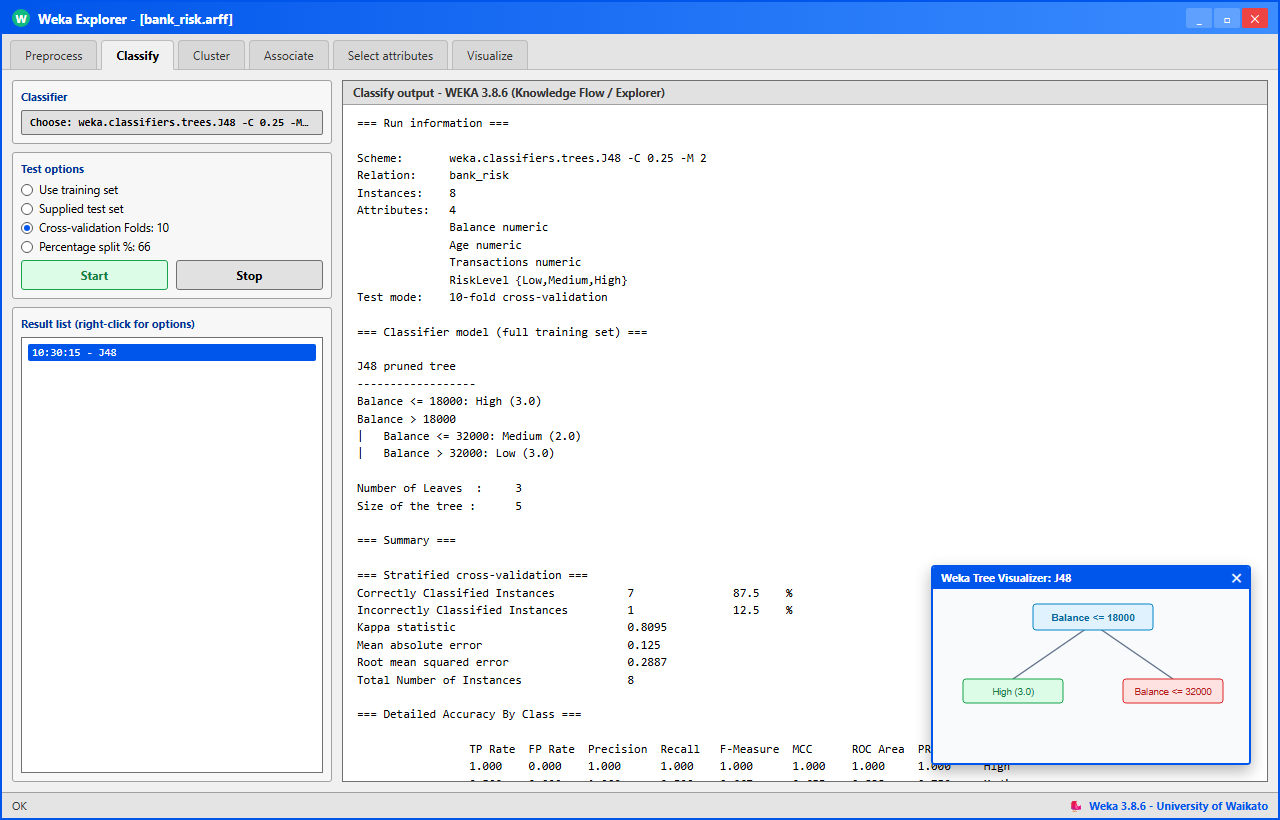 W Weka Explorer - [bank_risk.arff]
Preprocess Classify Cluster Associate Select attributes Visualize
Classifier
Choose: weka.classifiers.trees.J48 -C 0.25 -M…
Test options
Use training set
Supplied test set
Cross-validation Folds: 10
Percentage split %: 66
Start Stop
Result list (right-click for options)
10:30:15 - J48
Classify output - WEKA 3.8.6 (Knowledge Flow / Explorer)
=== Run information ===
Scheme: weka.classifiers.trees.J48 -C 0.25 -M 2
Relation: bank_risk
Instances: 8
Attributes: 4
Balance numeric
Age numeric
Transactions numeric
RiskLevel {Low,Medium,High}
Test mode: 10-fold cross-validation
=== Classifier model (full training set) ===
J48 pruned tree
------------------
Balance <= 18000: High (3.0)
Balance > 18000
| Balance <= 32000: Medium (2.0)
| Balance > 32000: Low (3.0)
Number of Leaves : 3
Size of the tree : 5
=== Summary ===
=== Stratified cross-validation ===
Correctly Classified Instances 7 87.5 %
Incorrectly Classified Instances 1 12.5 %
Kappa statistic 0.8095
Mean absolute error 0.125
Root mean squared error 0.2887
Total Number of Instances 8
=== Detailed Accuracy By Class ===
TP Rate FP Rate Precision Recall F-Measure MCC ROC Area
1.000 0.000 1.000 1.000 1.000 1.000 1.000 1.000 High
Weka Tree Visualizer: J48
Balance <= 18000
High (3.0)
Balance <= 32000
OK
Weka 3.8.6 - University of Waikato